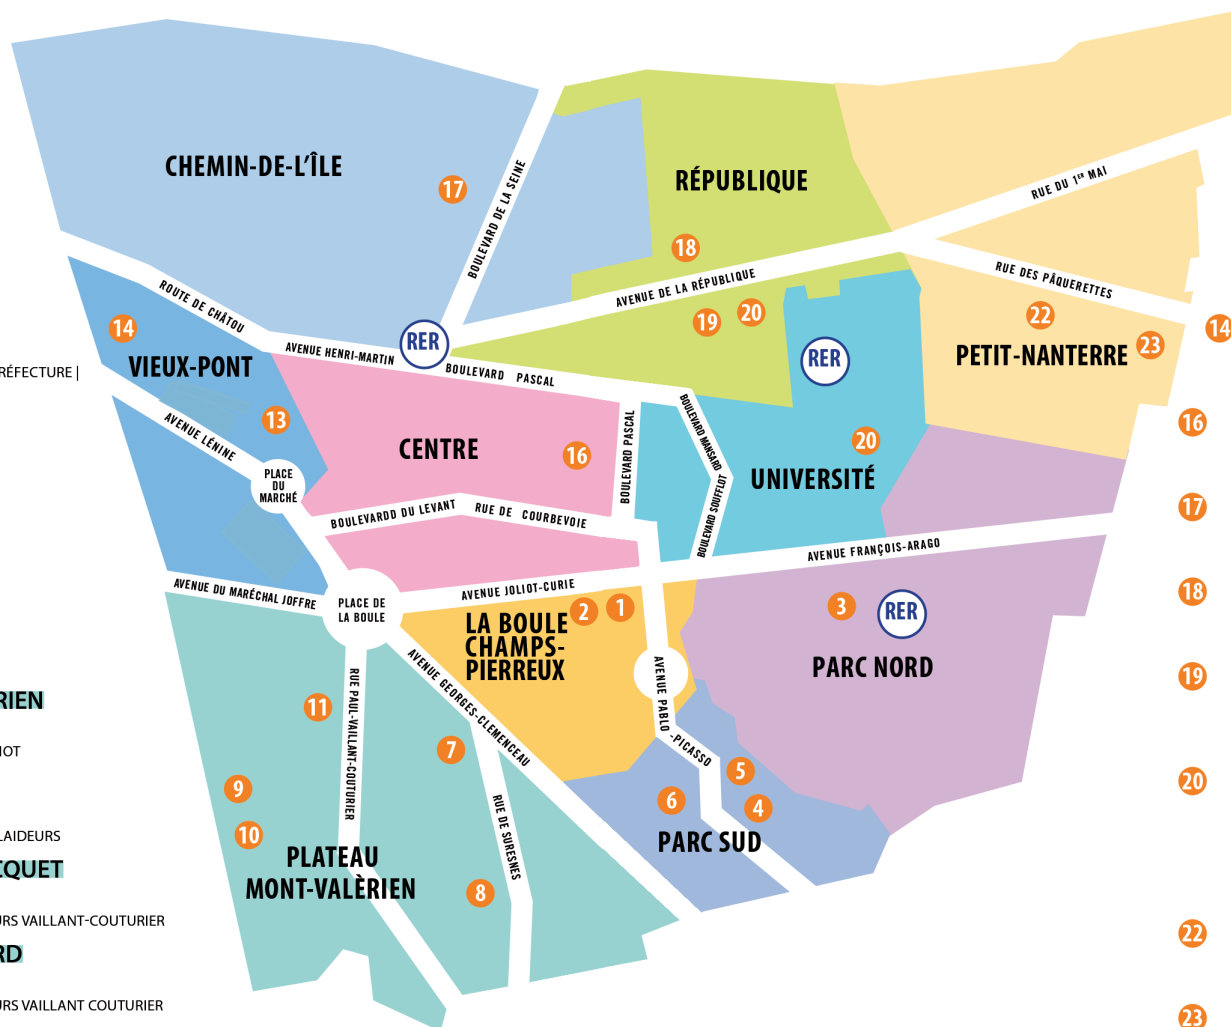 CHEMIN-DE-L'ÎLE
17
BOULEVARD DE LA SEINE
RÉPUBLIQUE
18
RUE DU 1ER MAI
RUE DES PÂQUERETTES
AVENUE DE LA RÉPUBLIQUE
ROUTE DE CHÂTOU
14
VIEUX-PONT
AVENUE HENRI-MARTIN
RER
BOULEVARD PASCAL
19
20
RER
22
PETIT-NANTERRE
23
14
RÉFECTURE |
13
AVENUE LÉNINE
CENTRE
16
BOULEVARD PASCAL
BOULEVARD MANSARD
BOULEVARD SOUFFLOT
20
UNIVERSITÉ
16
PLACE
DU
MARCHÉ
BOULEVARDD DU LEVANT
RUE DE COURBEVOIE
17
AVENUE FRANÇOIS-ARAGO
AVENUE DU MARÉCHAL JOFFRE
PLACE DE
LA BOULE
AVENUE JOLIOT-CURIE
LA BOULE
CHAMPS-
PIERREUX
2
1
3
RER
PARC NORD
18
19
20
22
23
AVENUE GEORGES-CLEMENCEAU
AVENUE PABLO
-PICASSO
RUE PAUL-VAILLANT-COUTURIER
11
7
RUE DE SURESNES
9
10
PLATEAU
MONT-VALÈRIEN
8
5
6
4
PARC SUD
RIEN
IOT
LAIDEURS
CQUET
URS VAILLANT-COUTURIER
RD
URS VAILLANT COUTURIER